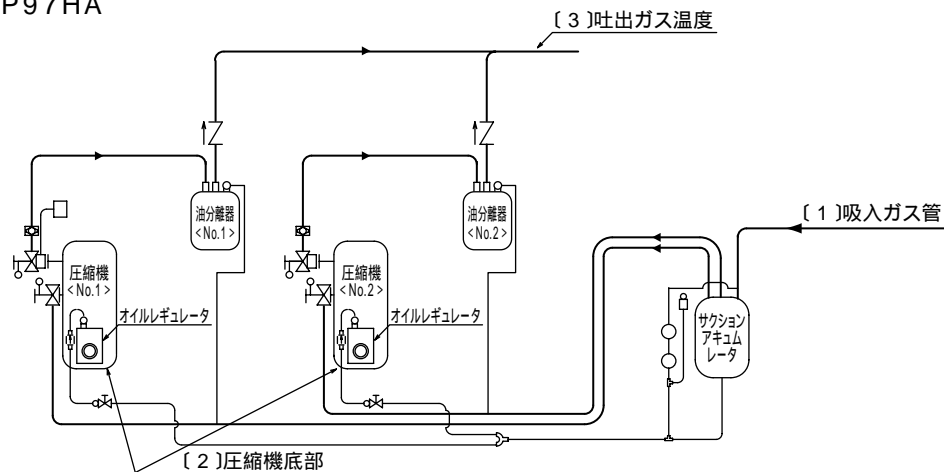 P97HA
〔3〕吐出ガス温度
油分離器
<No.1>
油分離器
<No.2>
〔1〕吸入ガス管
圧縮機
<No.1>
圧縮機
<No.2>
オイルレギュレータ
オイルレギュレータ
サクション
アキュム
レータ
〔2〕圧縮機底部